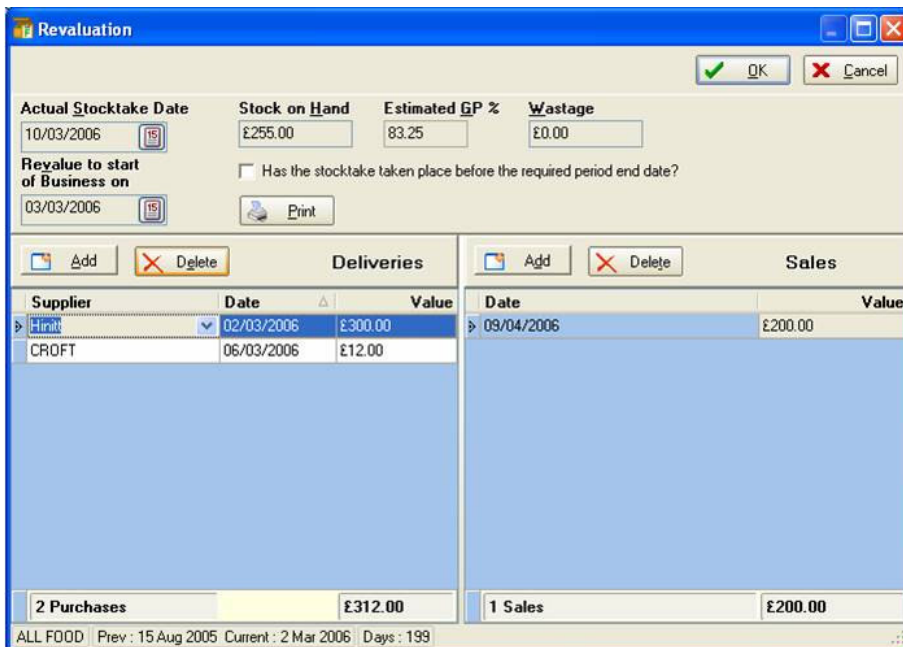 Revaluation
OK Cancel
Actual Stocktake Date Stock on Hand Estimated GP % Wastage
10/03/2006 15 £255.00 83.25 £0.00
Revalue to start
of Business on
Has the stocktake taken place before the required period end date?
03/03/2006 15 Print
Add Delete Deliveries Add Delete Sales
Supplier Date Value Date Value
Hinitt 02/03/2006 £300.00 09/04/2006 £200.00
CROFT 06/03/2006 £12.00
2 Purchases £312.00 1 Sales £200.00
ALL FOOD Prev : 15 Aug 2005 Current : 2 Mar 2006 Days : 199